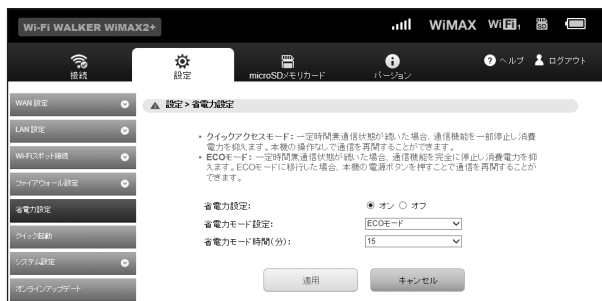 Wi-Fi WALKER WiMAX2+
WiMAX WiFi1 SD
接続
設定
microSDメモリカード
バージョン
? ヘルプ
ログアウト
WAN 設定
LAN 設定
Wi-Fiスポット接続
ファイアウォール設定
省電力設定
クイック起動
システム設定
オンラインアップデート
設定 > 省電力設定
• クイックアクセスモード: 一定時間無通信状態が続いた場合、通信機能を一部停止し消費
電力を抑えます。本機の操作なしで通信を再開することができます。
• ECOモード: 一定時間無通信状態が続いた場合、通信機能を完全に停止し消費電力を抑
えます。ECOモードに移行した場合、本機の電源ボタンを押すことで通信を再開することが
できます。
省電力設定: オン オフ
省電力モード設定: ECOモード
省電力モード時間(分): 15
適用 キャンセル